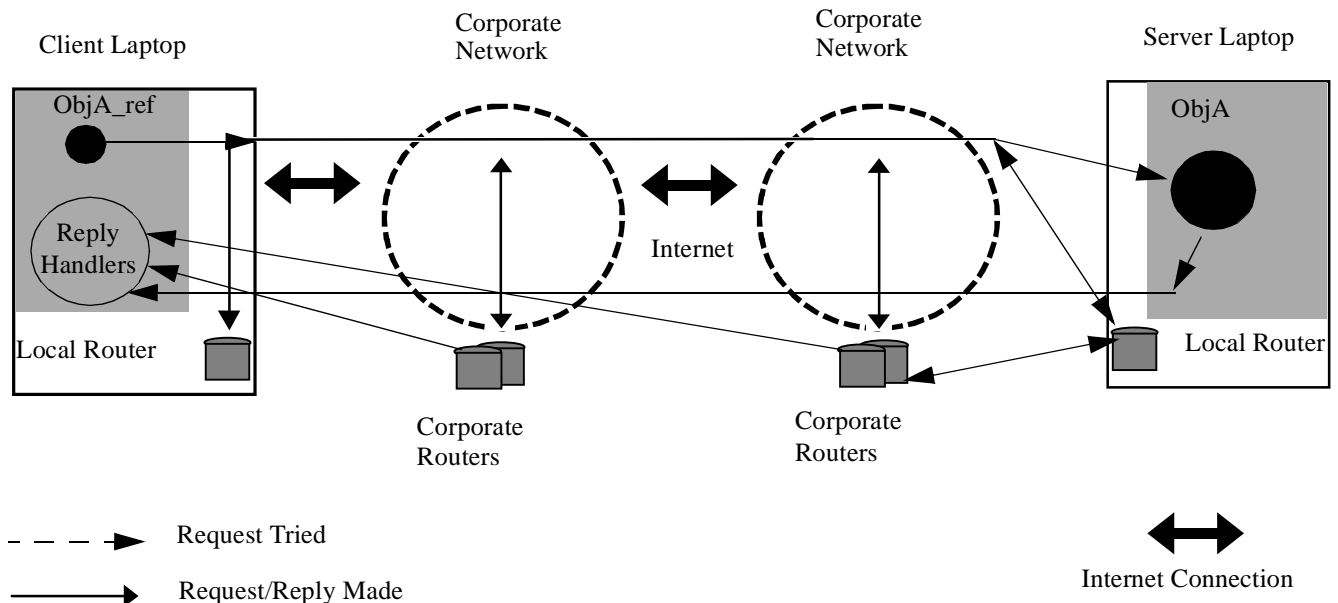 Client Laptop
Corporate
Network
Corporate
Network
Server Laptop
ObjA_ref
ObjA
Reply
Handlers
Internet
Local Router
Local Router
Corporate
Routers
Corporate
Routers
Request Tried
Request/Reply Made
Internet Connection